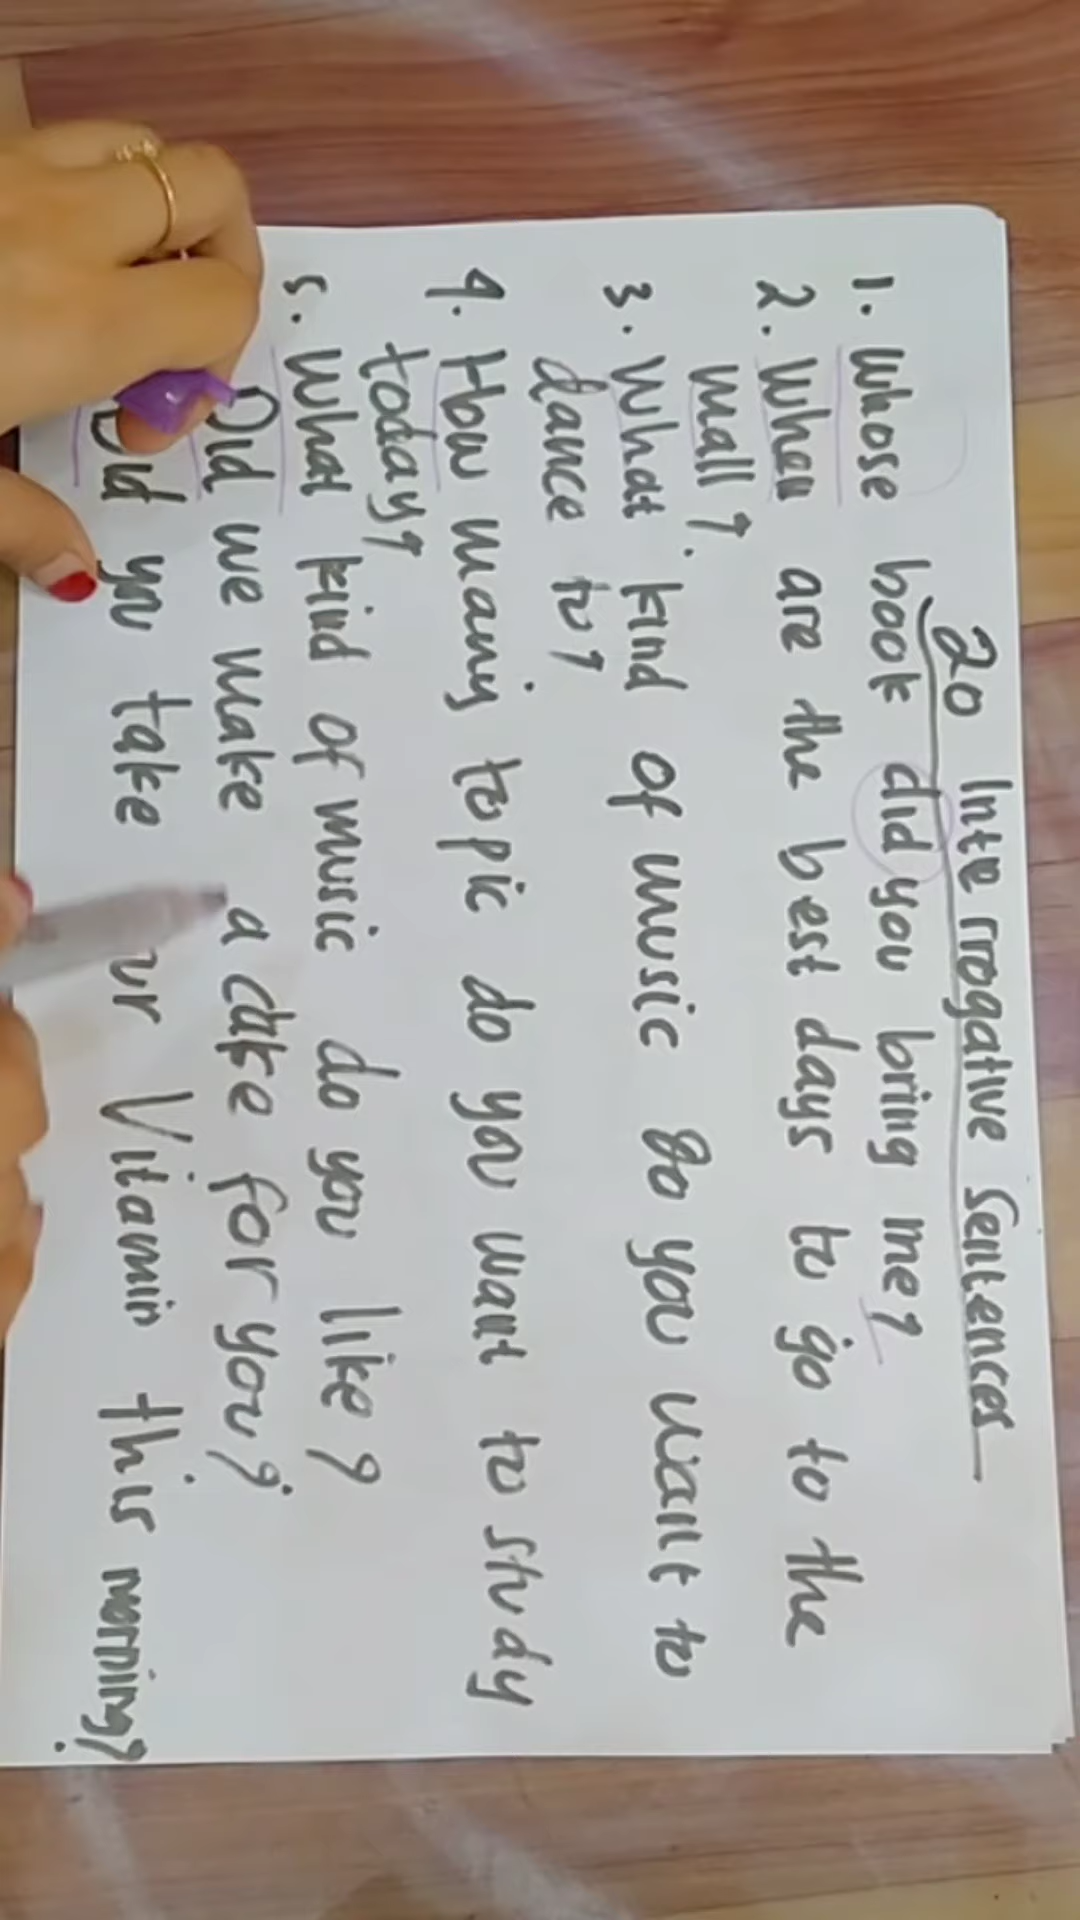 20 Interrogative Sentences
1. Whose book did you bring me?
2. When are the best days to go to the
mall?
3. What kind of music do you want to
dance to?
4. How many topic do you want to study
today?
5. What kind of music do you like?
Did we make a cake for you?
you take Vitamin this morning?